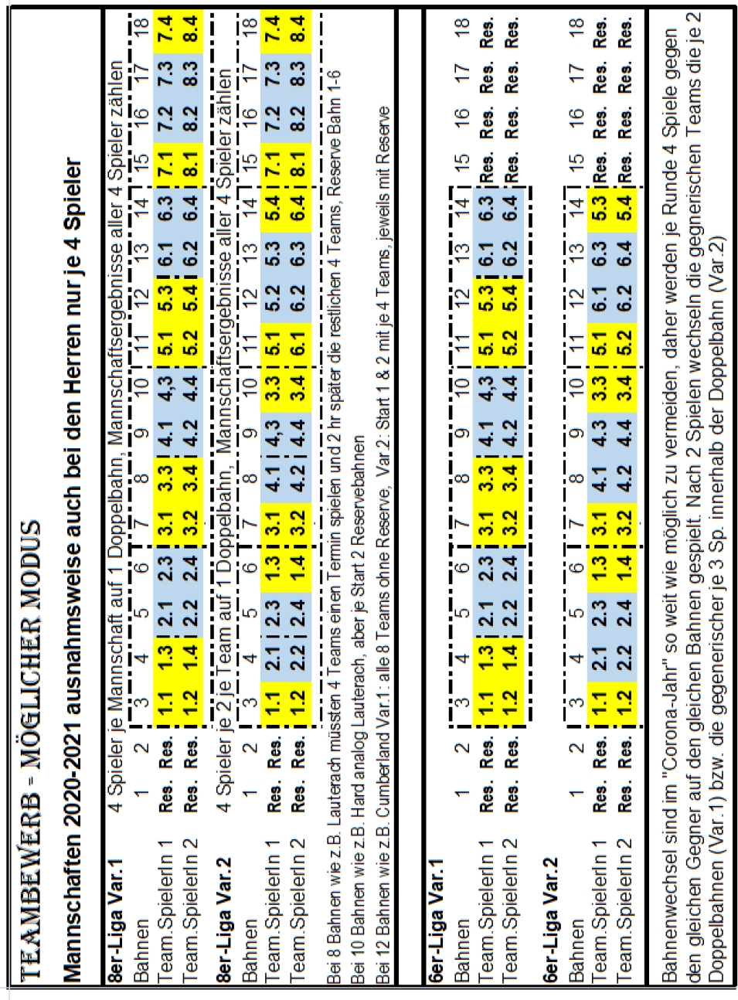 TEAMBEWERB = MÖGLICHER MODUS
Mannschaften 2020-2021 ausnahmsweise auch bei den Herren nur je 4 Spieler
8er-Liga Var.1 4 Spieler je Mannschaft auf 1 Doppelbahn, Mannschaftsergebnisse aller 4 Spieler zählen
Bahnen 1 2 3 4 5 6 7 8 9 10 11 12 13 14 15 16 17 18
Team.SpielerIn 1 Res. Res. 1.1 1.3 2.1 2.3 3.1 3.3 4.1 4,3 5.1 5.3 6.1 6.3 7.1 7.2 7.3 7.4
Team.SpielerIn 2 Res. Res. 1.2 1.4 2.2 2.4 3.2 3.4 4.2 4.4 5.2 5.4 6.2 6.4 8.1 8.2 8.3 8.4
8er-Liga Var.2 4 Spieler je 2 je Team auf 1 Doppelbahn, Mannschaftsergebnisse aller 4 Spieler zählen
Bahnen 1 2 3 4 5 6 7 8 9 10 11 12 13 14 15 16 17 18
Team.SpielerIn 1 Res. Res. 1.1 2.1 2.3 1.3 3.1 4.1 4,3 3.3 5.1 5.2 5.3 5.4 7.1 7.2 7.3 7.4
Team.SpielerIn 2 Res. Res. 1.2 2.2 2.4 1.4 3.2 4.2 4.4 3.4 6.1 6.2 6.3 6.4 8.1 8.2 8.3 8.4
Bei 8 Bahnen wie z.B. Lauterach müssten 4 Teams einen Termin spielen und 2 hr später die restlichen 4 Teams, Reserve Bahn 1-6
Bei 10 Bahnen wie z.B. Hard analog Lauterach, aber je Start 2 Reservebahnen
Bei 12 Bahnen wie z.B. Cumberland Var.1: alle 8 Teams ohne Reserve, Var.2: Start 1 & 2 mit je 4 Teams, jeweils mit Reserve
6er-Liga Var.1
Bahnen 1 2 3 4 5 6 7 8 9 10 11 12 13 14 15 16 17 18
Team.SpielerIn 1 Res. Res. 1.1 1.3 2.1 2.3 3.1 3.3 4.1 4,3 5.1 5.3 6.1 6.3 Res. Res. Res. Res.
Team.SpielerIn 2 Res. Res. 1.2 1.4 2.2 2.4 3.2 3.4 4.2 4.4 5.2 5.4 6.2 6.4 Res. Res. Res. Res.
6er-Liga Var.2
Bahnen 1 2 3 4 5 6 7 8 9 10 11 12 13 14 15 16 17 18
Team.SpielerIn 1 Res. Res. 1.1 2.1 2.3 1.3 3.1 4.1 4.3 3.3 5.1 6.1 6.3 5.3 Res. Res. Res. Res.
Team.SpielerIn 2 Res. Res. 1.2 2.2 2.4 1.4 3.2 4.2 4.4 3.4 5.2 6.2 6.4 5.4 Res. Res. Res. Res.
Bahnenwechsel sind im "Corona-Jahr" so weit wie möglich zu vermeiden, daher werden je Runde 4 Spiele gegen
den gleichen Gegner auf den gleichen Bahnen gespielt. Nach 2 Spielen wechseln die gegnerischen Teams die je 2
Doppelbahnen (Var.1) bzw. die gegenerischer je 3 Sp. innerhalb der Doppelbahn (Var.2)